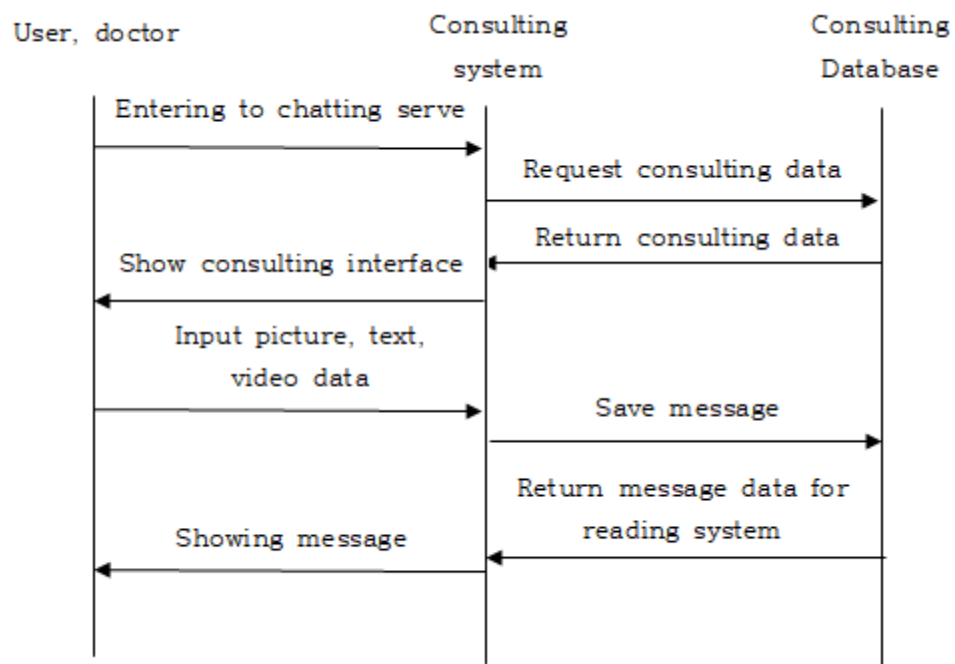 User, doctor
Consulting
system
Consulting
Database
Entering to chatting serve
Request consulting data
Return consulting data
Show consulting interface
Input picture, text,
video data
Save message
Return message data for
reading system
Showing message